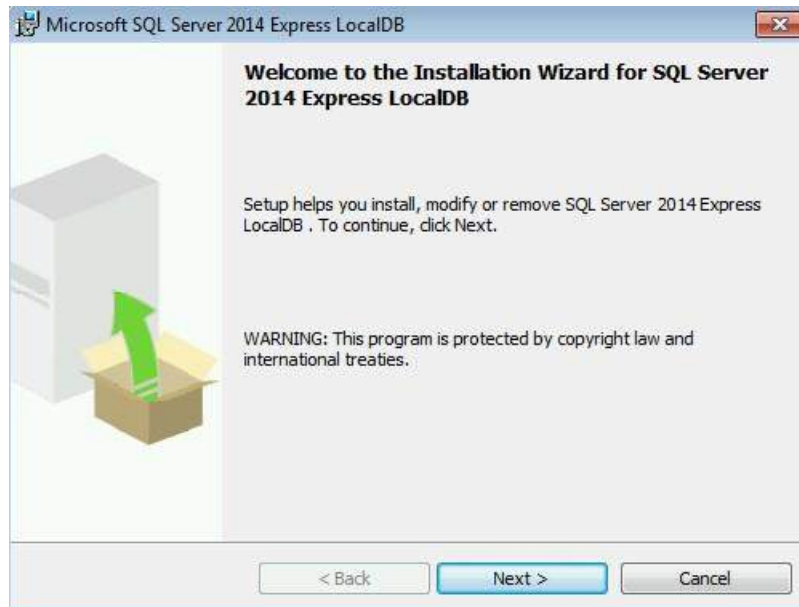 Microsoft SQL Server 2014 Express LocalDB
Welcome to the Installation Wizard for SQL Server
2014 Express LocalDB
Setup helps you install, modify or remove SQL Server 2014 Express
LocalDB . To continue, click Next.
WARNING: This program is protected by copyright law and
international treaties.
< Back
Next >
Cancel